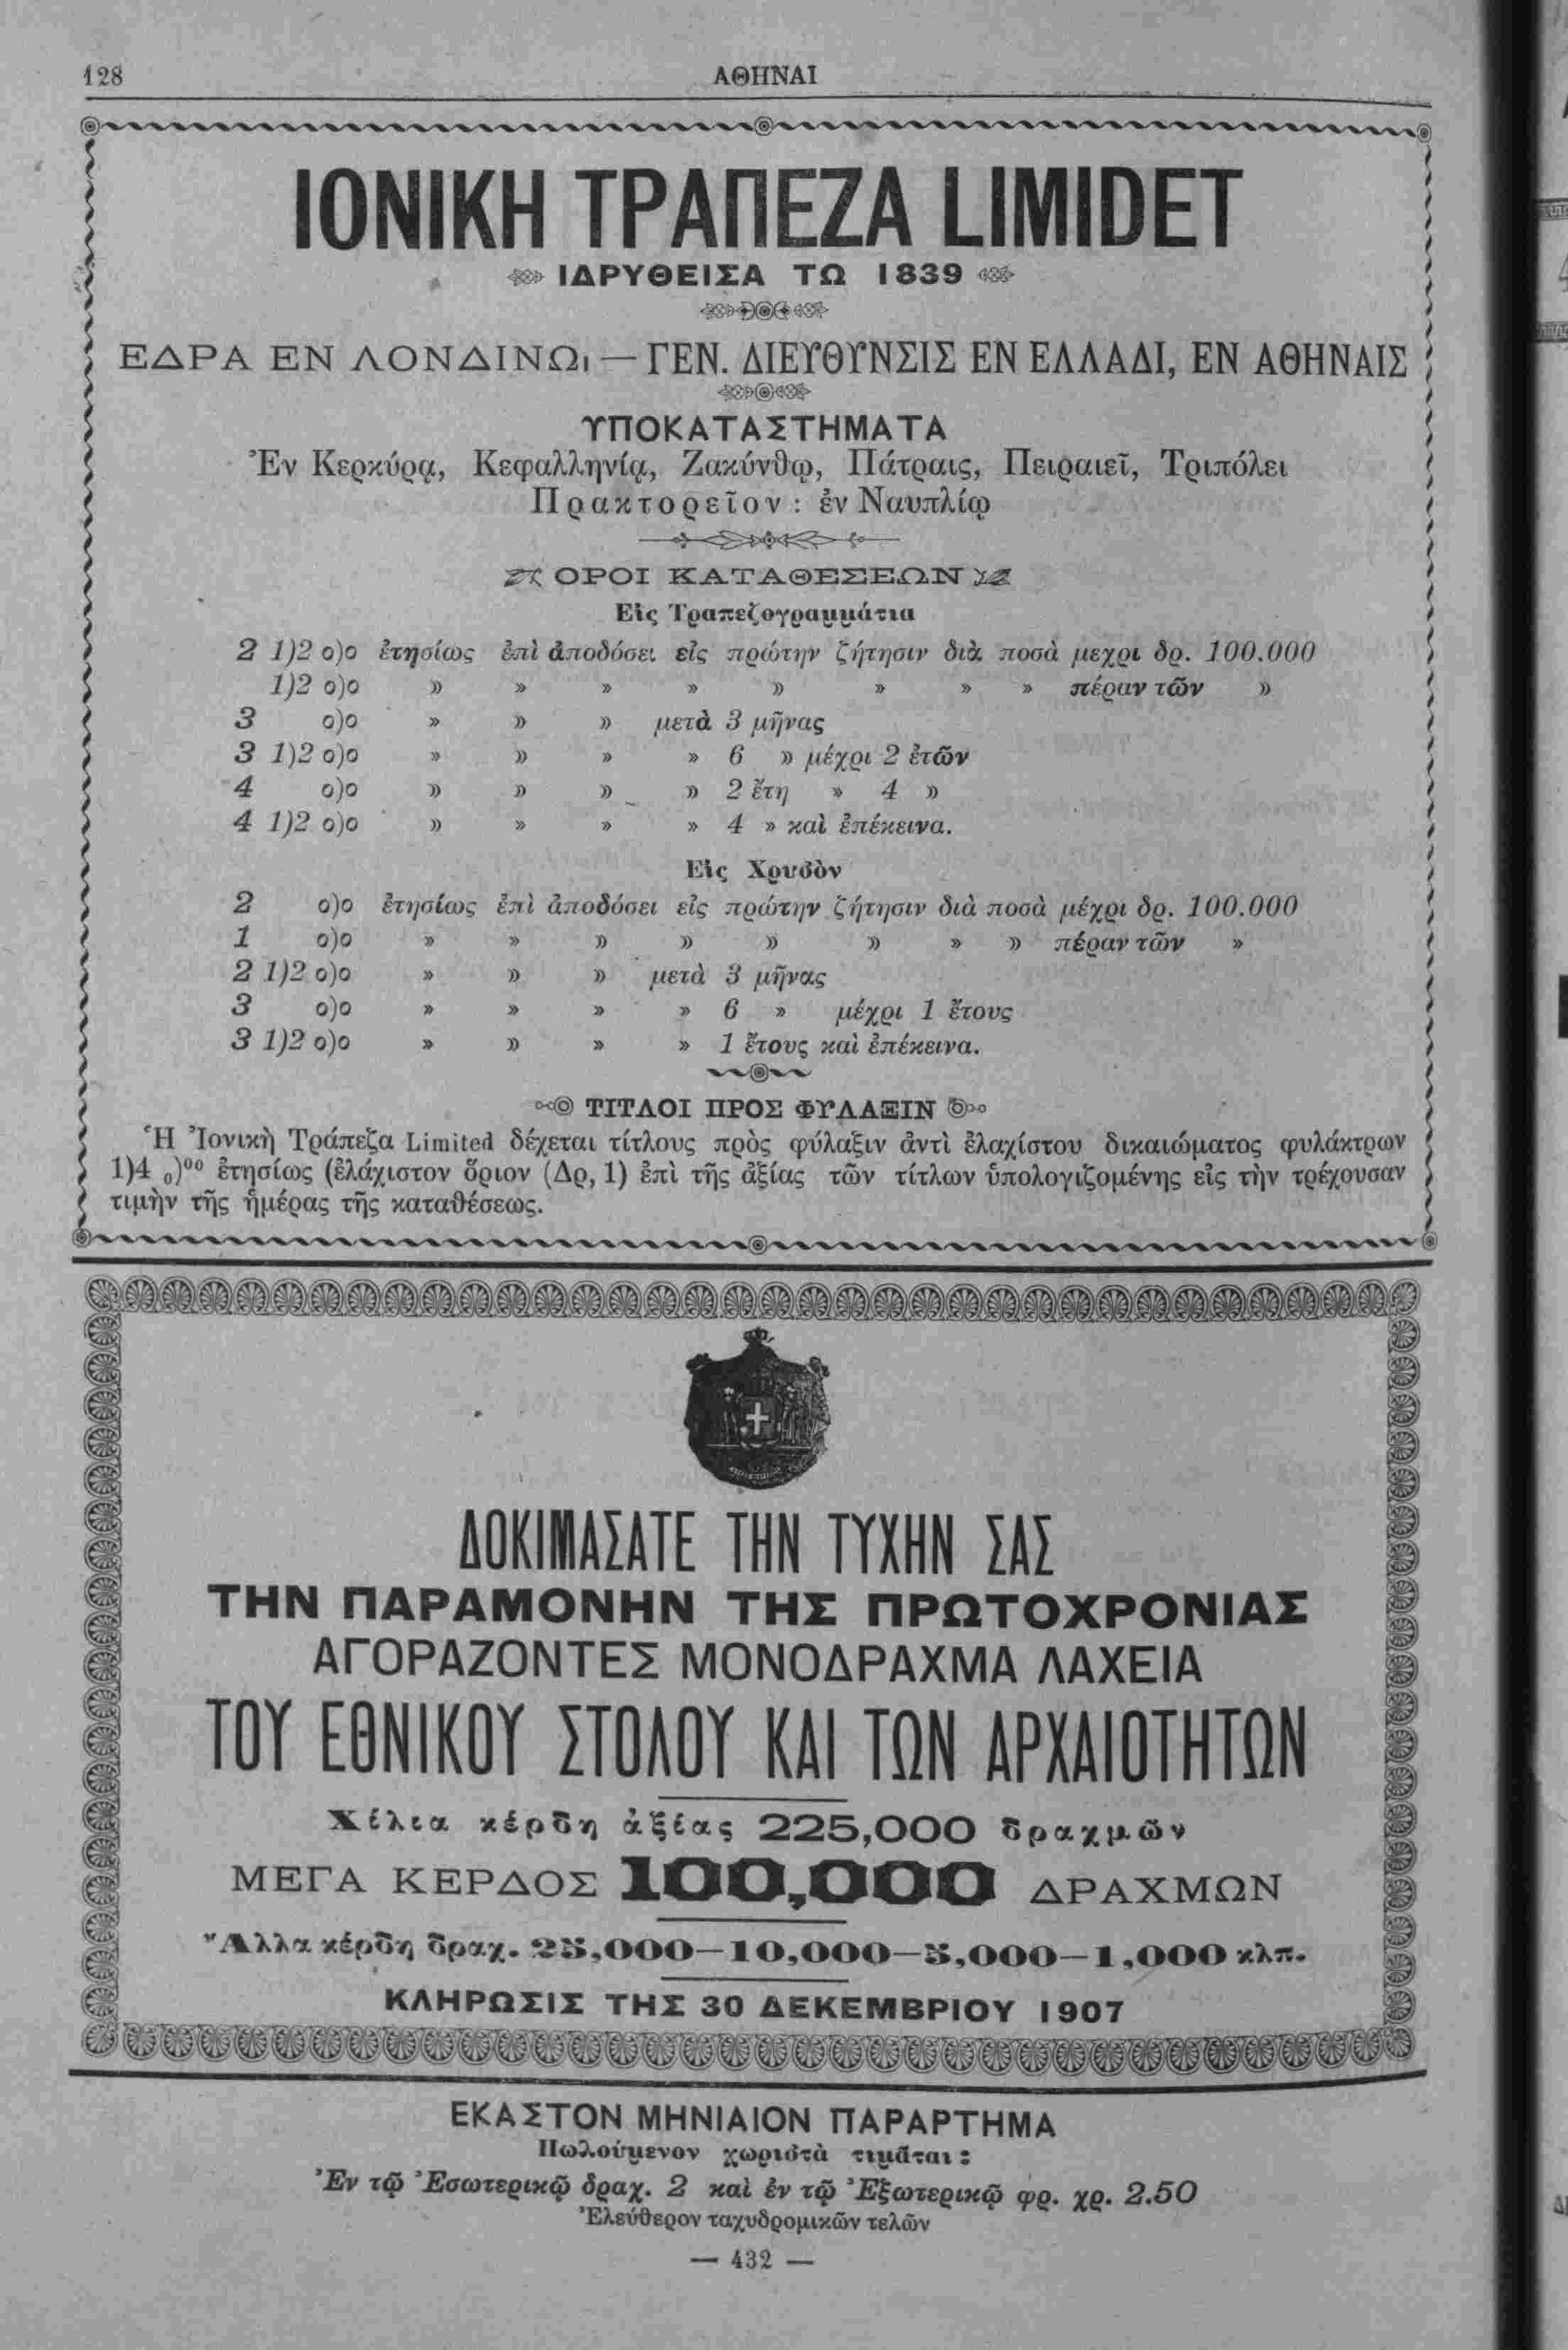 128 ΑΘΗΝΑΙ
ΙΟΝΙΚΗ ΤΡΑΠΕΖΑ LIMIDET
ΙΔΡΥΘΕΙΣΑ ΤΩ 1839
ΕΔΡΑ ΕΝ ΛΟΝΔΙΝΩι — ΓΕΝ. ΔΙΕΥΘΥΝΣΙΣ ΕΝ ΕΛΛΑΔΙ, ΕΝ ΑΘΗΝΑΙΣ
ΥΠΟΚΑΤΑΣΤΗΜΑΤΑ
Ἐν Κερκύρᾳ, Κεφαλληνίᾳ, Ζακύνθῳ, Πάτραις, Πειραιεῖ, Τριπόλει
Πρακτορεῖον : ἐν Ναυπλίῳ
ΟΡΟΙ ΚΑΤΑΘΕΣΕΩΝ
Εἰς Τραπεζογραμμάτια
2 1)2 ο)ο ἐτησίως ἐπὶ ἀποδόσει εἰς πρώτην ζήτησιν διὰ ποσὰ μεχρι δρ. 100.000
1)2 ο)ο » » » » » » » » πέραν τῶν »
3 ο)ο » » » μετὰ 3 μῆνας
3 1)2 ο)ο » » » » 6 » μέχρι 2 ἐτῶν
4 ο)ο » » » » 2 ἔτη » 4 »
4 1)2 ο)ο » » » » 4 » καὶ ἐπέκεινα.
Εἰς Χρυσὸν
2 ο)ο ἐτησίως ἐπὶ ἀποδόσει εἰς πρώτην ζήτησιν διὰ ποσὰ μέχρι δρ. 100.000
1 ο)ο » » » » » » » » πέραν τῶν »
2 1)2 ο)ο » » » μετὰ 3 μῆνας
3 ο)ο » » » » 6 » μέχρι 1 ἔτους
3 1)2 ο)ο » » » » 1 ἔτους καὶ ἐπέκεινα.
ΤΙΤΛΟΙ ΠΡΟΣ ΦΥΛΑΞΙΝ
Ἡ Ἰονικὴ Τράπεζα Limited δέχεται τίτλους πρὸς φύλαξιν ἀντὶ ἐλαχίστου δικαιώματος φυλάκτρων
1)4 ₀)⁰⁰ ἐτησίως (ἐλάχιστον ὅριον (Δρ, 1) ἐπὶ τῆς ἀξίας τῶν τίτλων ὑπολογιζομένης εἰς τὴν τρέχουσαν
τιμὴν τῆς ἡμέρας τῆς καταθέσεως.
ΔΟΚΙΜΑΣΑΤΕ ΤΗΝ ΤΥΧΗΝ ΣΑΣ
ΤΗΝ ΠΑΡΑΜΟΝΗΝ ΤΗΣ ΠΡΩΤΟΧΡΟΝΙΑΣ
ΑΓΟΡΑΖΟΝΤΕΣ ΜΟΝΟΔΡΑΧΜΑ ΛΑΧΕΙΑ
ΤΟΥ ΕΘΝΙΚΟΥ ΣΤΟΛΟΥ ΚΑΙ ΤΩΝ ΑΡΧΑΙΟΤΗΤΩΝ
Χίλια κέρδη ἀξίας 225,000 δραχμῶν
ΜΕΓΑ ΚΕΡΔΟΣ 100,000 ΔΡΑΧΜΩΝ
Ἄλλα κέρδη δραχ. 25,000—10,000—5,000—1,000 κλπ.
ΚΛΗΡΩΣΙΣ ΤΗΣ 30 ΔΕΚΕΜΒΡΙΟΥ 1907
ΕΚΑΣΤΟΝ ΜΗΝΙΑΙΟΝ ΠΑΡΑΡΤΗΜΑ
Πωλούμενον χωριστὰ τιμᾶται :
Ἐν τῷ Ἐσωτερικῷ δραχ. 2 καὶ ἐν τῷ Ἐξωτερικῷ φρ. χρ. 2.50
Ἐλεύθερον ταχυδρομικῶν τελῶν
— 432 —